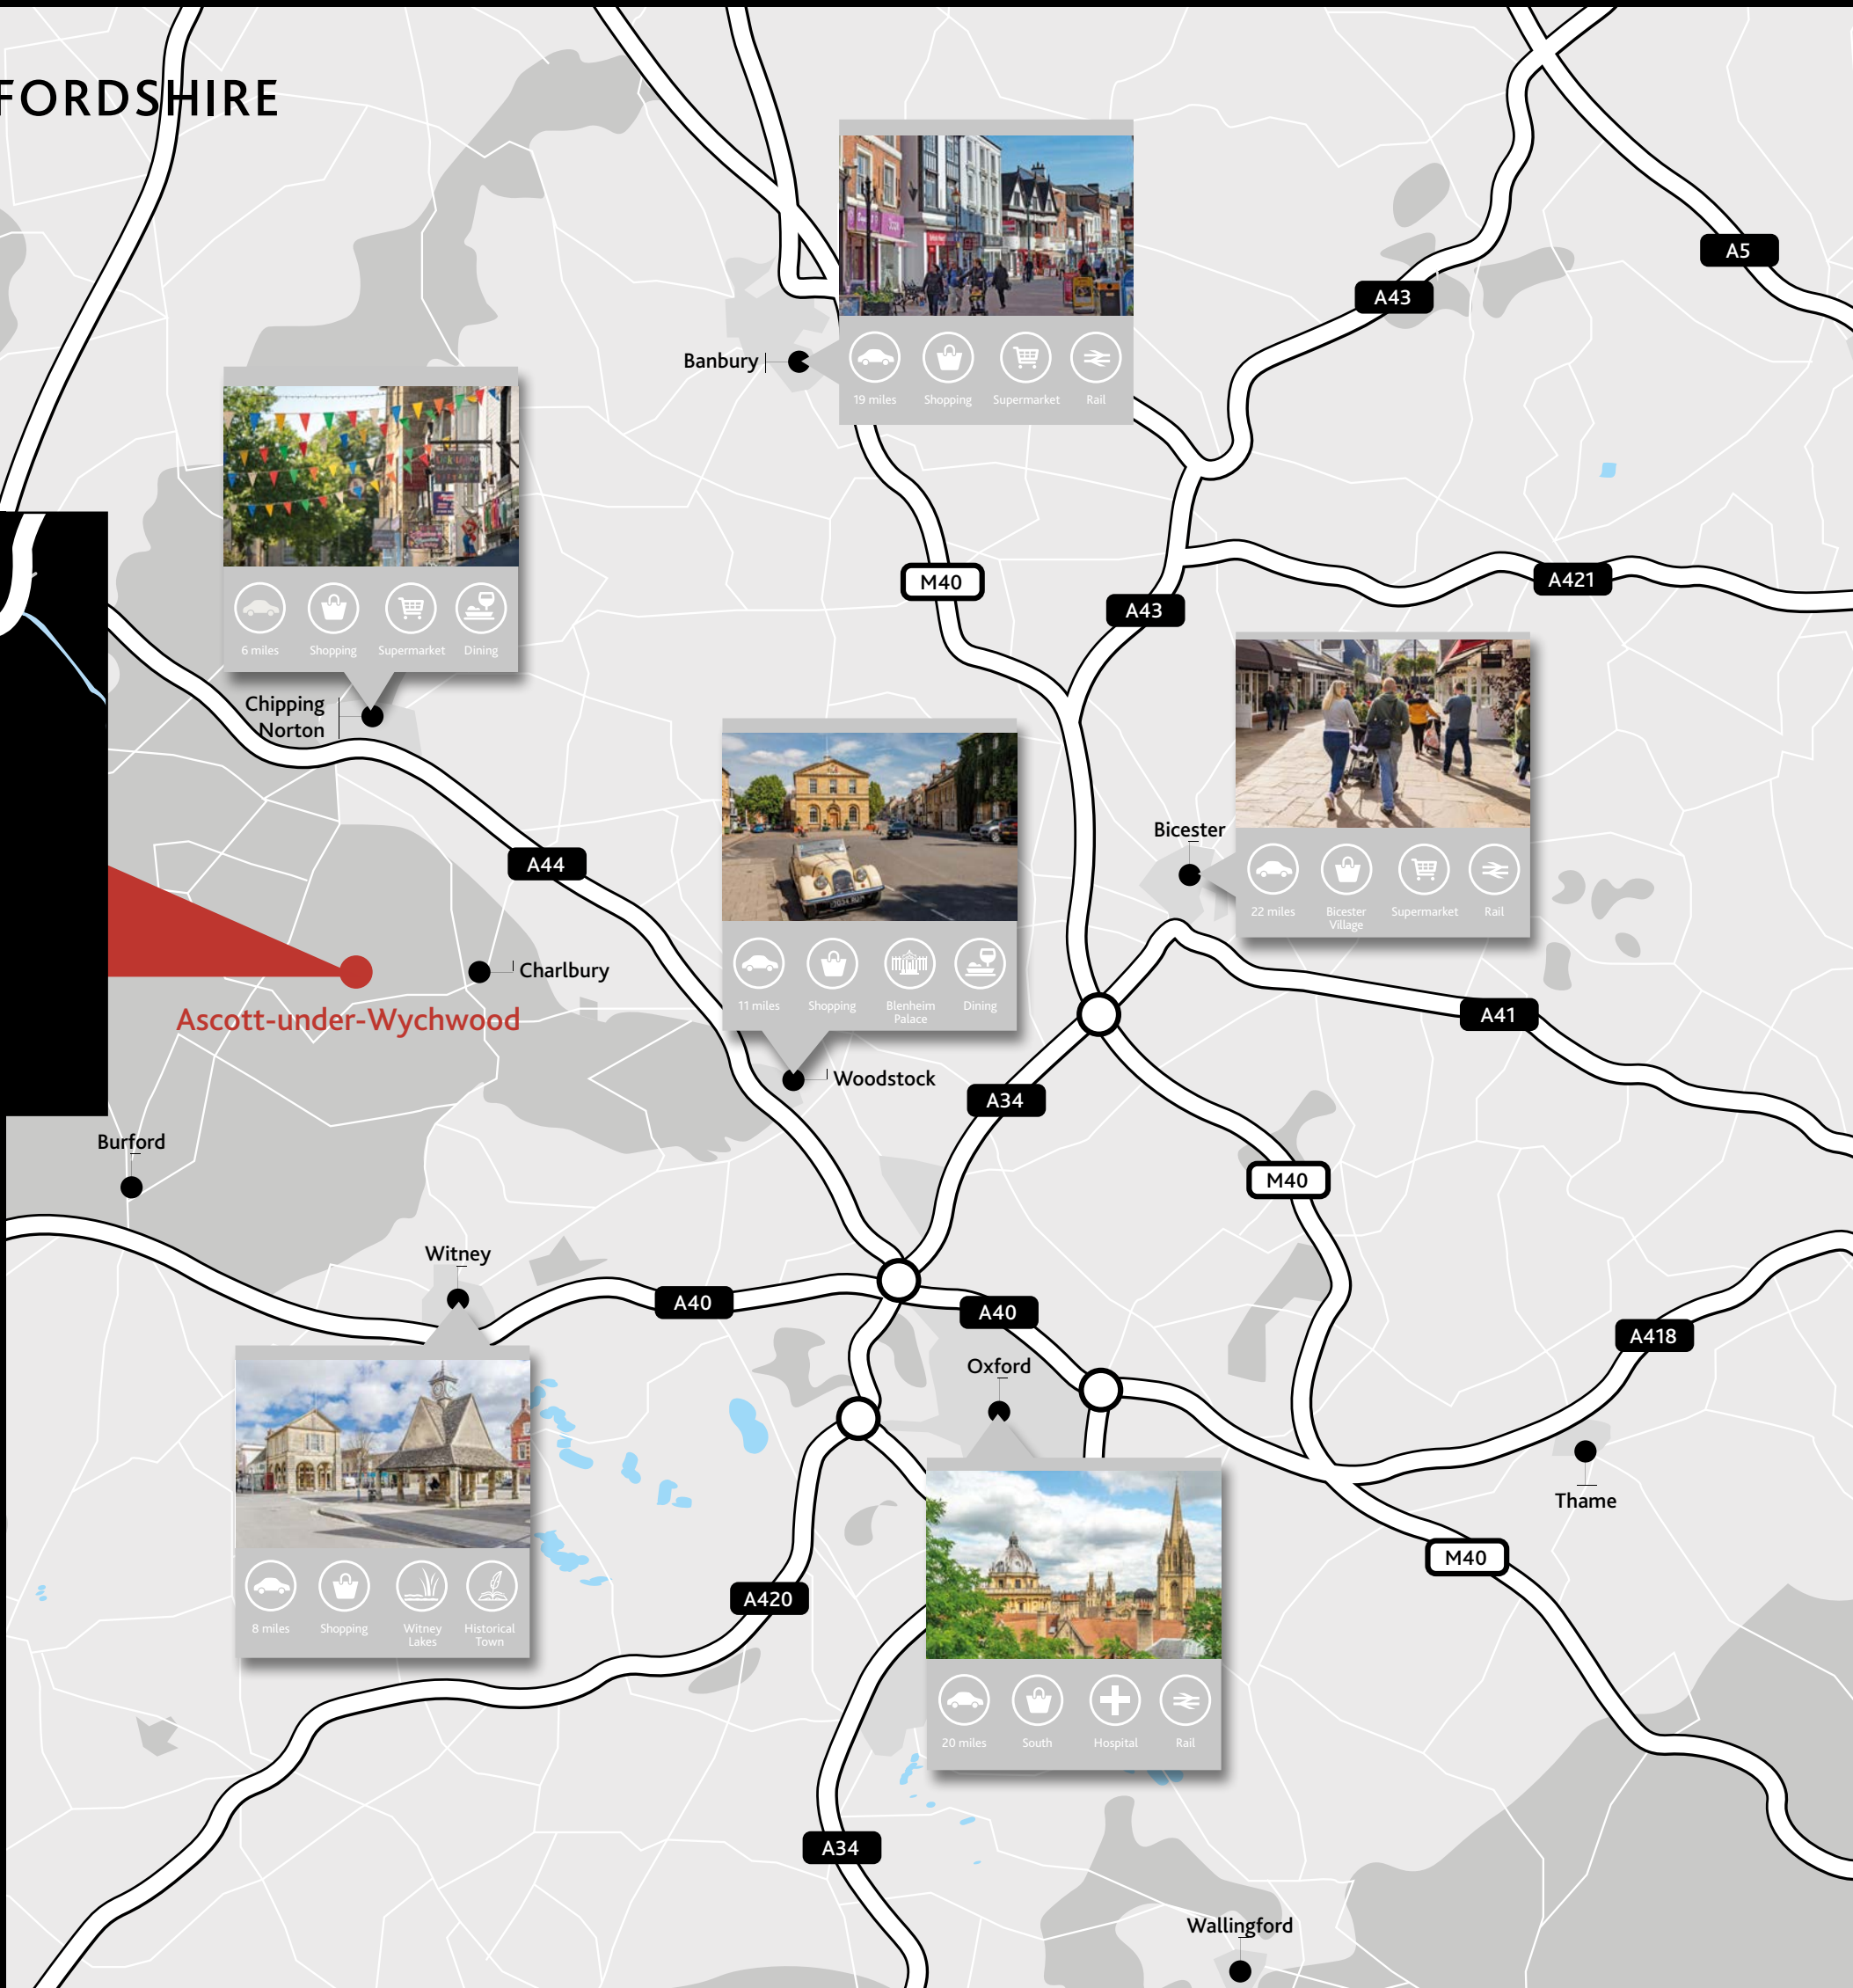 FORDSHIRE
A5
A43
Banbury
19 miles
Shopping
Supermarket
Rail
M40
A421
A43
6 miles
Shopping
Supermarket
Dining
Chipping
Norton
Bicester
A44
22 miles
Bicester
Village
Supermarket
Rail
Charlbury
11 miles
Shopping
Blenheim
Palace
Dining
Ascott-under-Wychwood
A41
Woodstock
A34
Burford
M40
Witney
A40
A40
A418
Oxford
Thame
M40
A420
8 miles
Shopping
Witney
Lakes
Historical
Town
20 miles
South
Hospital
Rail
A34
Wallingford